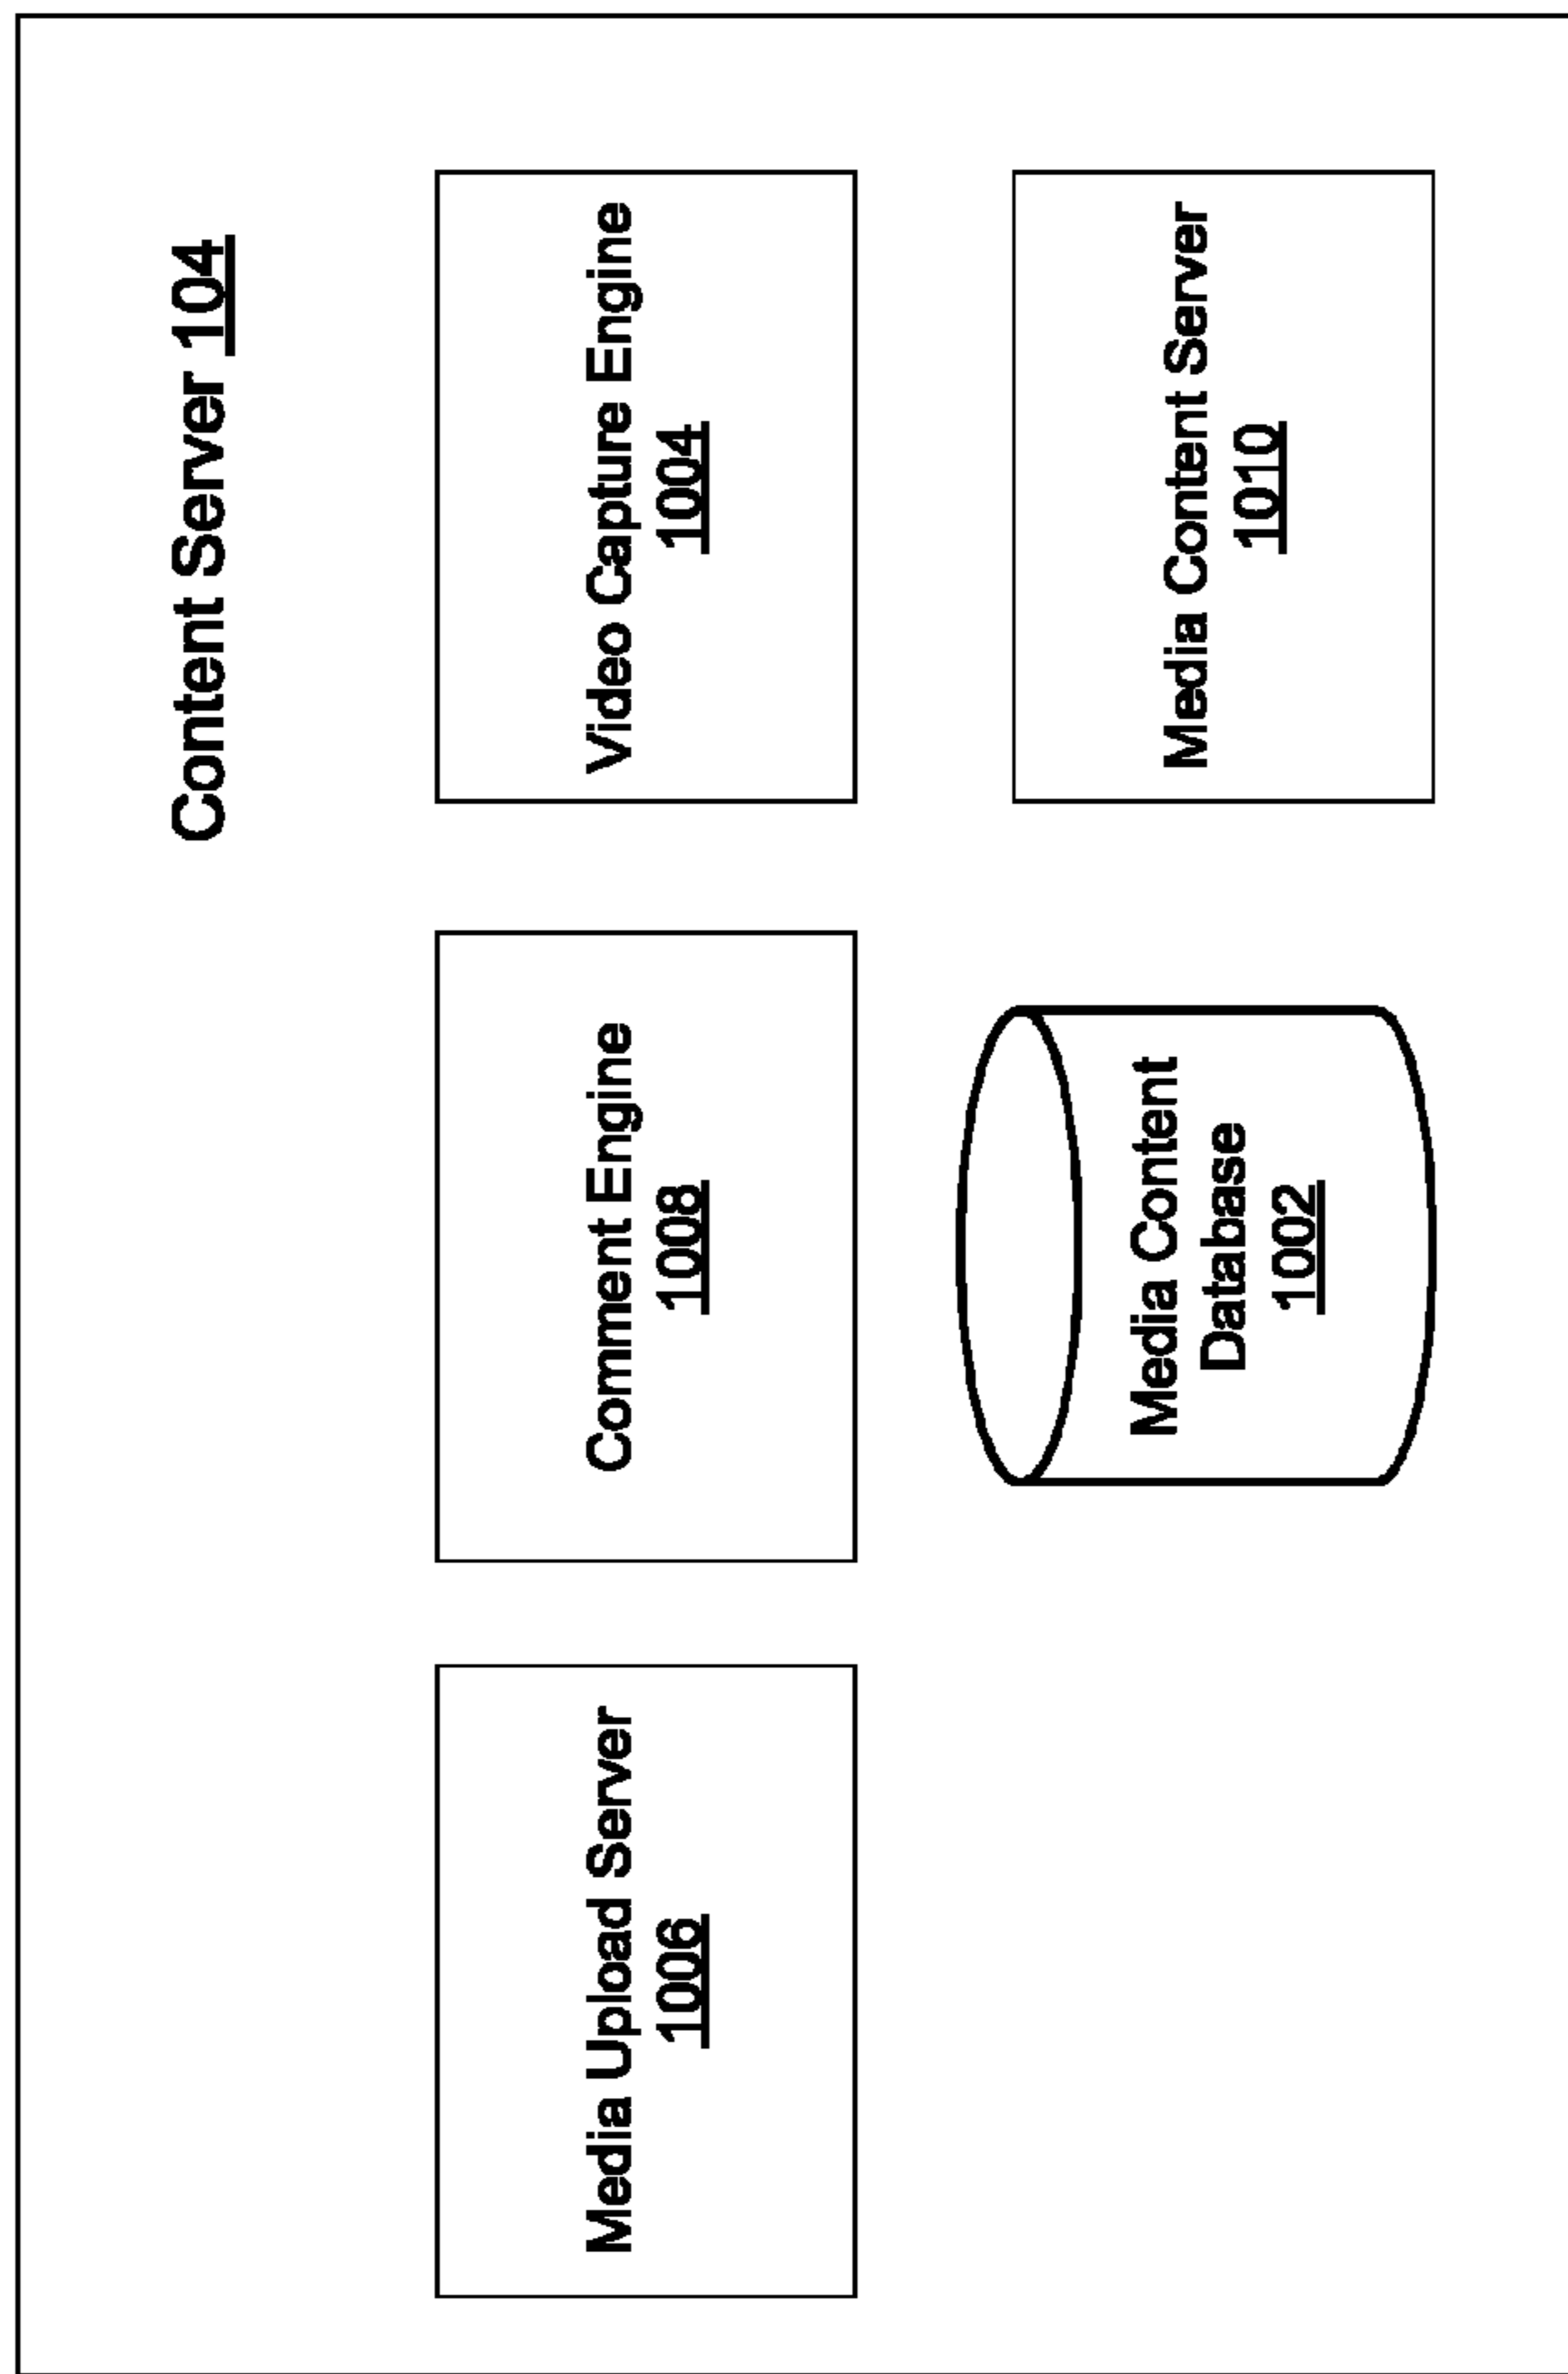 Content Server 104
Media Upload Server
1006
Comment Engine
1008
Video Capture Engine
1004
Media Content
Database
1002
Media Content Server
1010